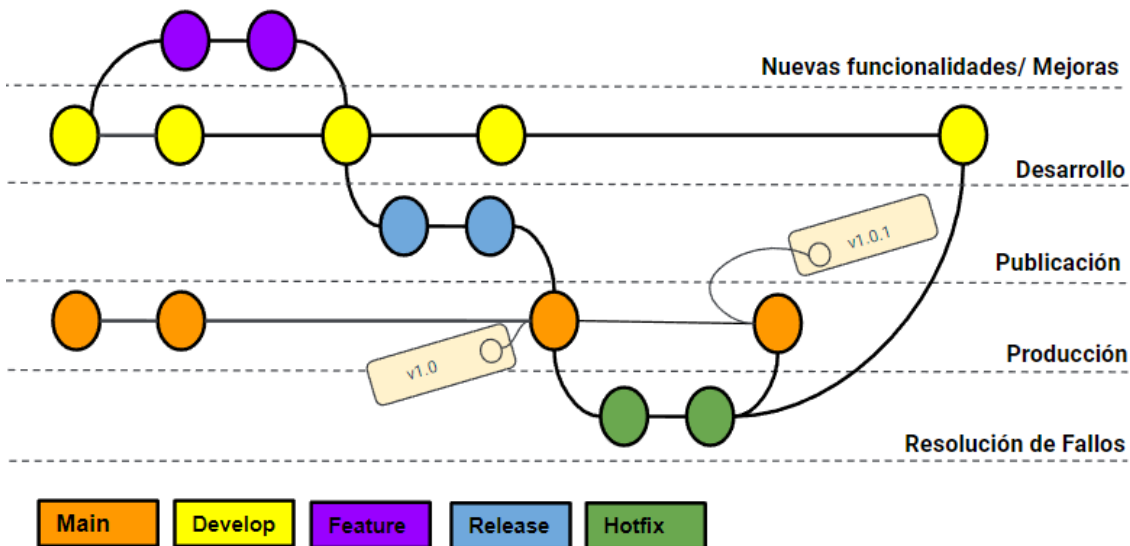 Nuevas funcionalidades/ Mejoras
Desarrollo
v1.0.1
Publicación
v1.0
Producción
Resolución de Fallos
Main
Develop
Feature
Release
Hotfix